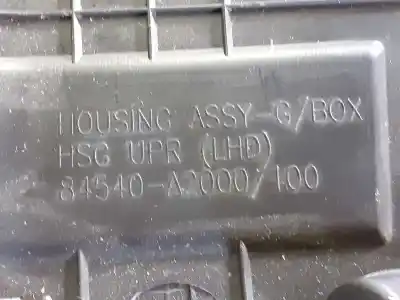 HOUSING ASSY-G/BOX
HSG UPR (LHD)
84540-A2000/100